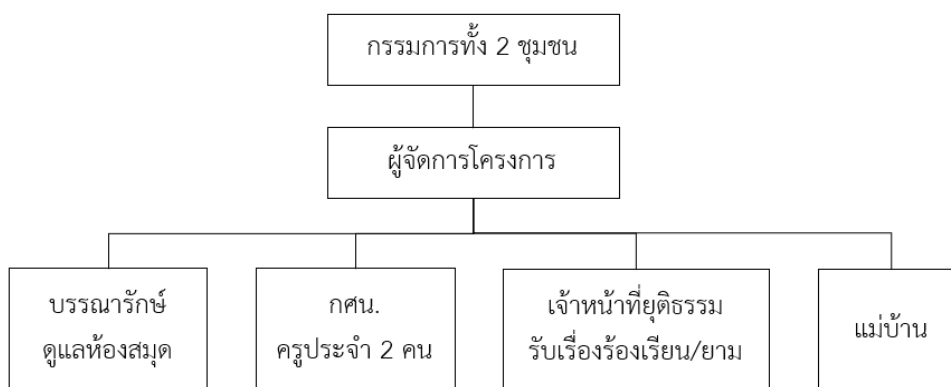 กรรมการทั้ง 2 ชุมชน
ผู้จัดการโครงการ
บรรณารักษ์
ดูแลห้องสมุด
กศน.
ครูประจำ 2 คน
เจ้าหน้าที่ยุติธรรม
รับเรื่องร้องเรียน/ยาม
แม่บ้าน